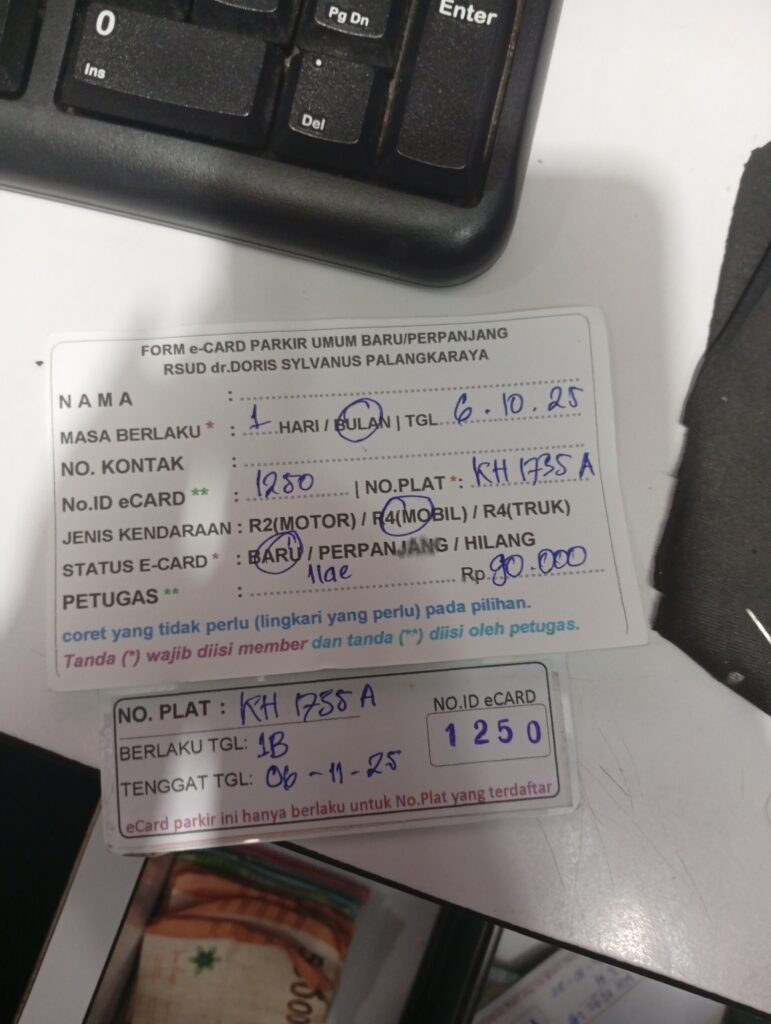 0
Ins
Pg Dn
.
Del
Enter
FORM e-CARD PARKIR UMUM BARU/PERPANJANG
RSUD dr.DORIS SYLVANUS PALANGKARAYA
NAMA :
MASA BERLAKU * : 1 HARI / BULAN | TGL 6.10.25
NO. KONTAK :
No.ID eCARD ** : 1250 | NO.PLAT *: KH 1735 A
JENIS KENDARAAN : R2(MOTOR) / R4(MOBIL) / R4(TRUK)
STATUS E-CARD * : BARU / PERPANJANG / HILANG
PETUGAS ** : Rp. 90.000
coret yang tidak perlu (lingkari yang perlu) pada pilihan.
Tanda (*) wajib diisi member dan tanda (**) diisi oleh petugas.
NO. PLAT : KH 1735 A
NO.ID eCARD
1250
BERLAKU TGL: 1B
TENGGAT TGL: 06-11-25
eCard parkir ini hanya berlaku untuk No.Plat yang terdaftar